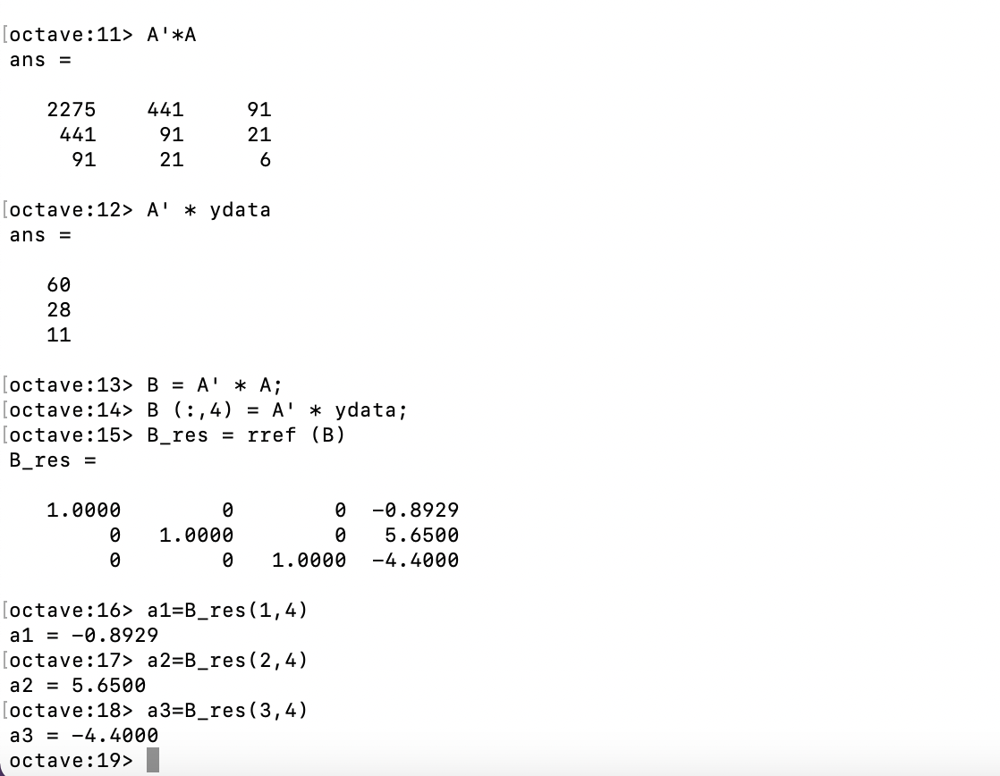 [octave:11> A'*A
ans =
2275 441 91
441 91 21
91 21 6
[octave:12> A' * ydata
ans =
60
28
11
[octave:13> B = A' * A;
[octave:14> B (:,4) = A' * ydata;
[octave:15> B_res = rref (B)
B_res =
1.0000 0 0 -0.8929
0 1.0000 0 5.6500
0 0 1.0000 -4.4000
[octave:16> a1=B_res(1,4)
a1 = -0.8929
[octave:17> a2=B_res(2,4)
a2 = 5.6500
[octave:18> a3=B_res(3,4)
a3 = -4.4000
octave:19>